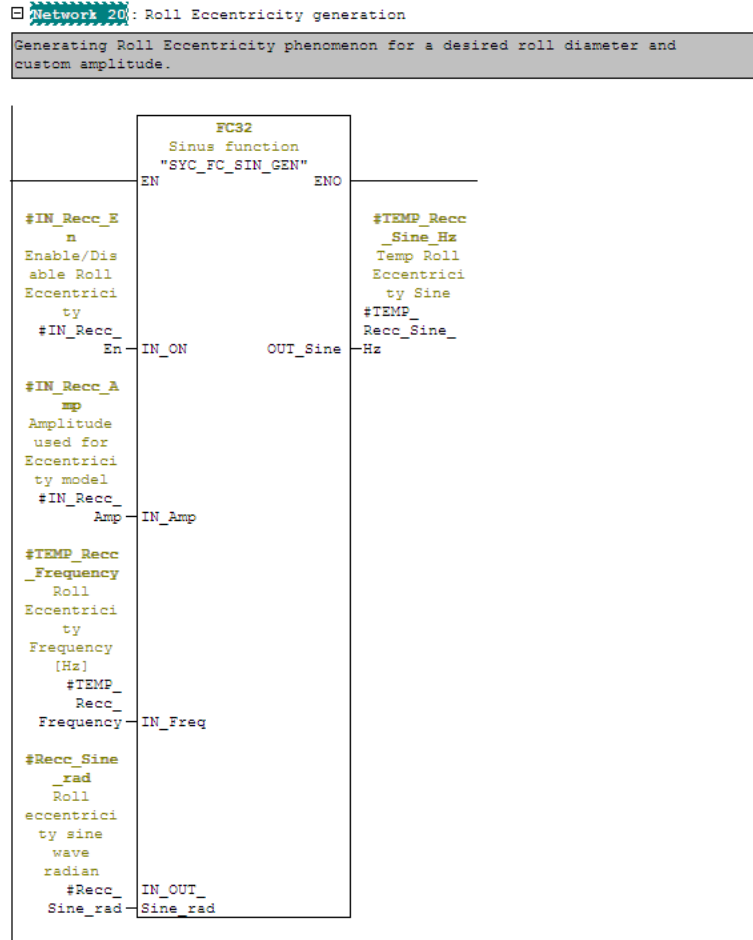 Network 20: Roll Eccentricity generation
Generating Roll Eccentricity phenomenon for a desired roll diameter and
custom amplitude.
FC32
Sinus function
"SYC_FC_SIN_GEN"
EN
ENO
#IN_Recc_E
n
Enable/Dis
able Roll
Eccentrici
ty
#IN_Recc_
En
IN_ON
OUT_Sine
#TEMP_Recc
_Sine_Hz
Temp Roll
Eccentrici
ty Sine
#TEMP_
Recc_Sine_
Hz
#IN_Recc_A
mp
Amplitude
used for
Eccentrici
ty model
#IN_Recc_
Amp
IN_Amp
#TEMP_Recc
_Frequency
Roll
Eccentrici
ty
Frequency
[Hz]
#TEMP_
Recc_
Frequency
IN_Freq
#Recc_Sine
_rad
Roll
eccentrici
ty sine
wave
radian
#Recc_
Sine_rad
IN_OUT_
Sine_rad